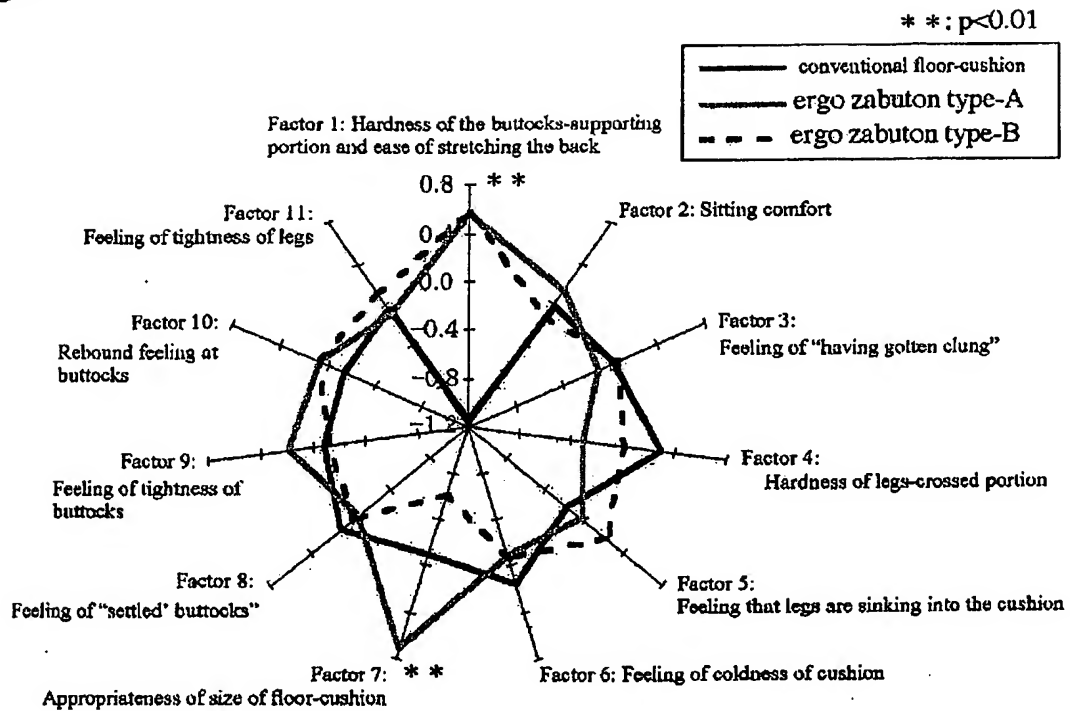 * * : p<0.01
conventional floor-cushion
ergo zabuton type-A
ergo zabuton type-B
Factor 1: Hardness of the buttocks-supporting
portion and ease of stretching the back
0.8 * *
0.4
0.0
-0.4
-0.8
-1.2
Factor 2: Sitting comfort
Factor 3:
Feeling of "having gotten clung"
Factor 4:
Hardness of legs-crossed portion
Factor 5:
Feeling that legs are sinking into the cushion
Factor 6: Feeling of coldness of cushion
Factor 7: * *
Appropriateness of size of floor-cushion
Factor 8:
Feeling of "settled' buttocks"
Factor 9:
Feeling of tightness of
buttocks
Factor 10:
Rebound feeling at
buttocks
Factor 11:
Feeling of tightness of legs